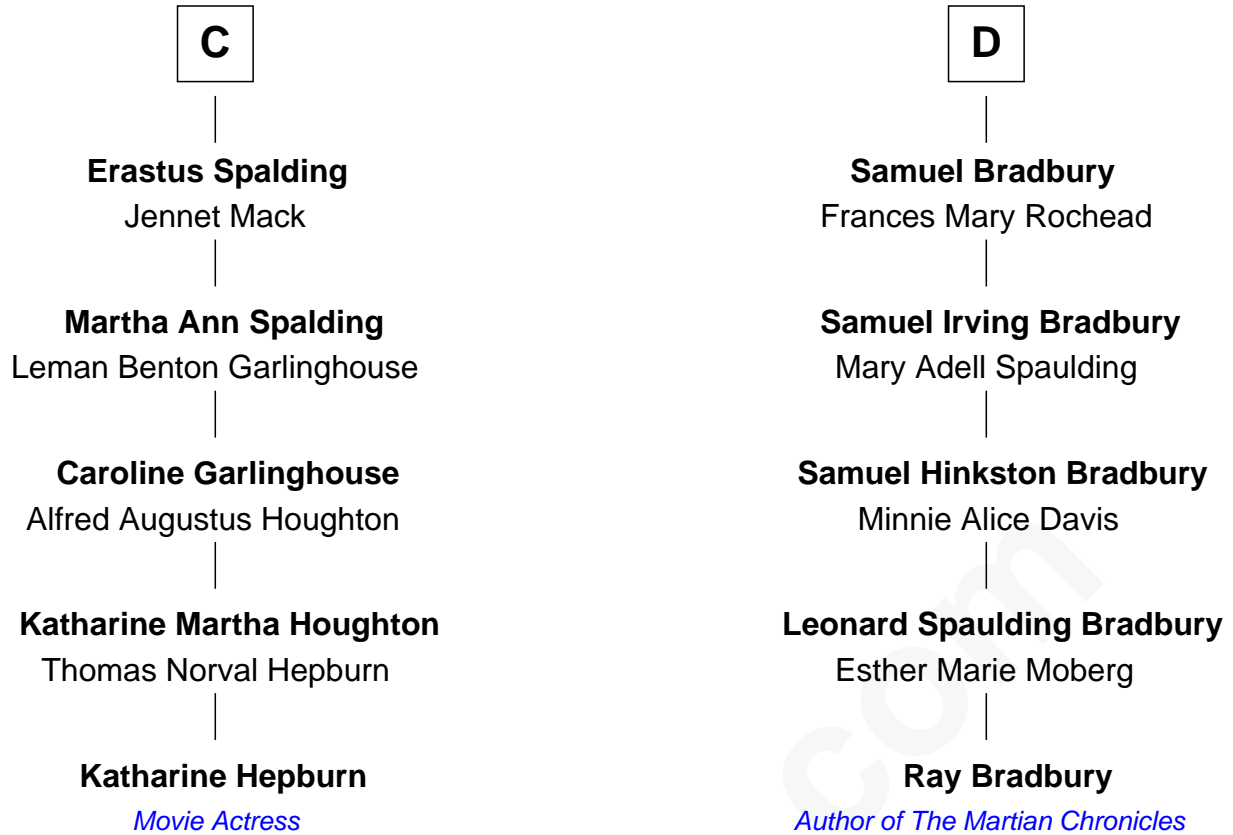 C
Erastus Spalding
Jennet Mack
Martha Ann Spalding
Leman Benton Garlinghouse
Caroline Garlinghouse
Alfred Augustus Houghton
Katharine Martha Houghton
Thomas Norval Hepburn
Katharine Hepburn
Movie Actress
D
Samuel Bradbury
Frances Mary Rochead
Samuel Irving Bradbury
Mary Adell Spaulding
Samuel Hinkston Bradbury
Minnie Alice Davis
Leonard Spaulding Bradbury
Esther Marie Moberg
Ray Bradbury
Author of The Martian Chronicles
com